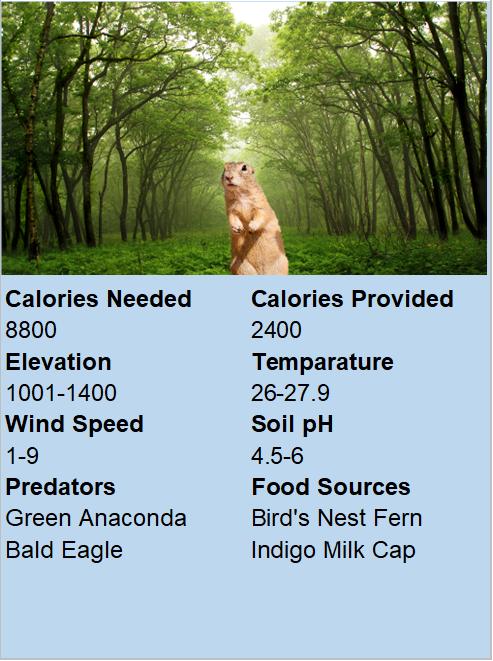 Calories Needed Calories Provided
8800 2400
Elevation Temparature
1001-1400 26-27.9
Wind Speed Soil pH
1-9 4.5-6
Predators Food Sources
Green Anaconda Bird's Nest Fern
Bald Eagle Indigo Milk Cap